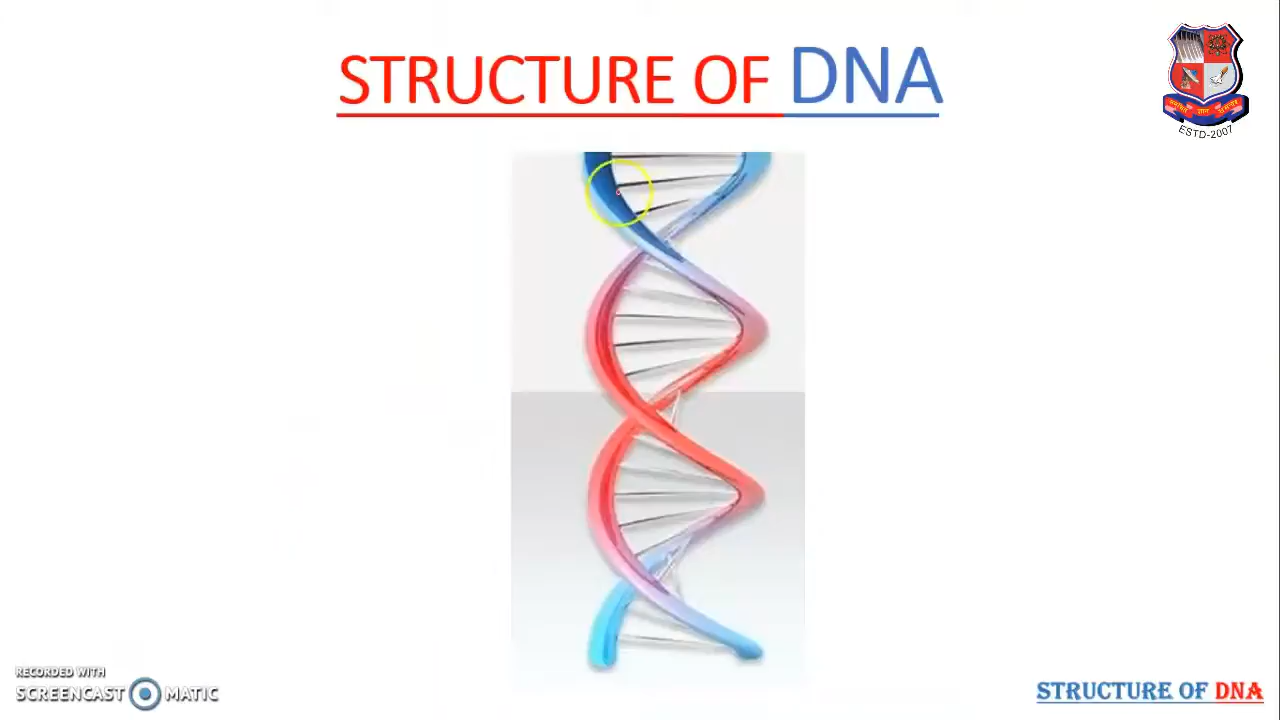 STRUCTURE OF DNA
ESTD-2007
RECORDED WITH
SCREENCAST MATIC
STRUCTURE OF DNA